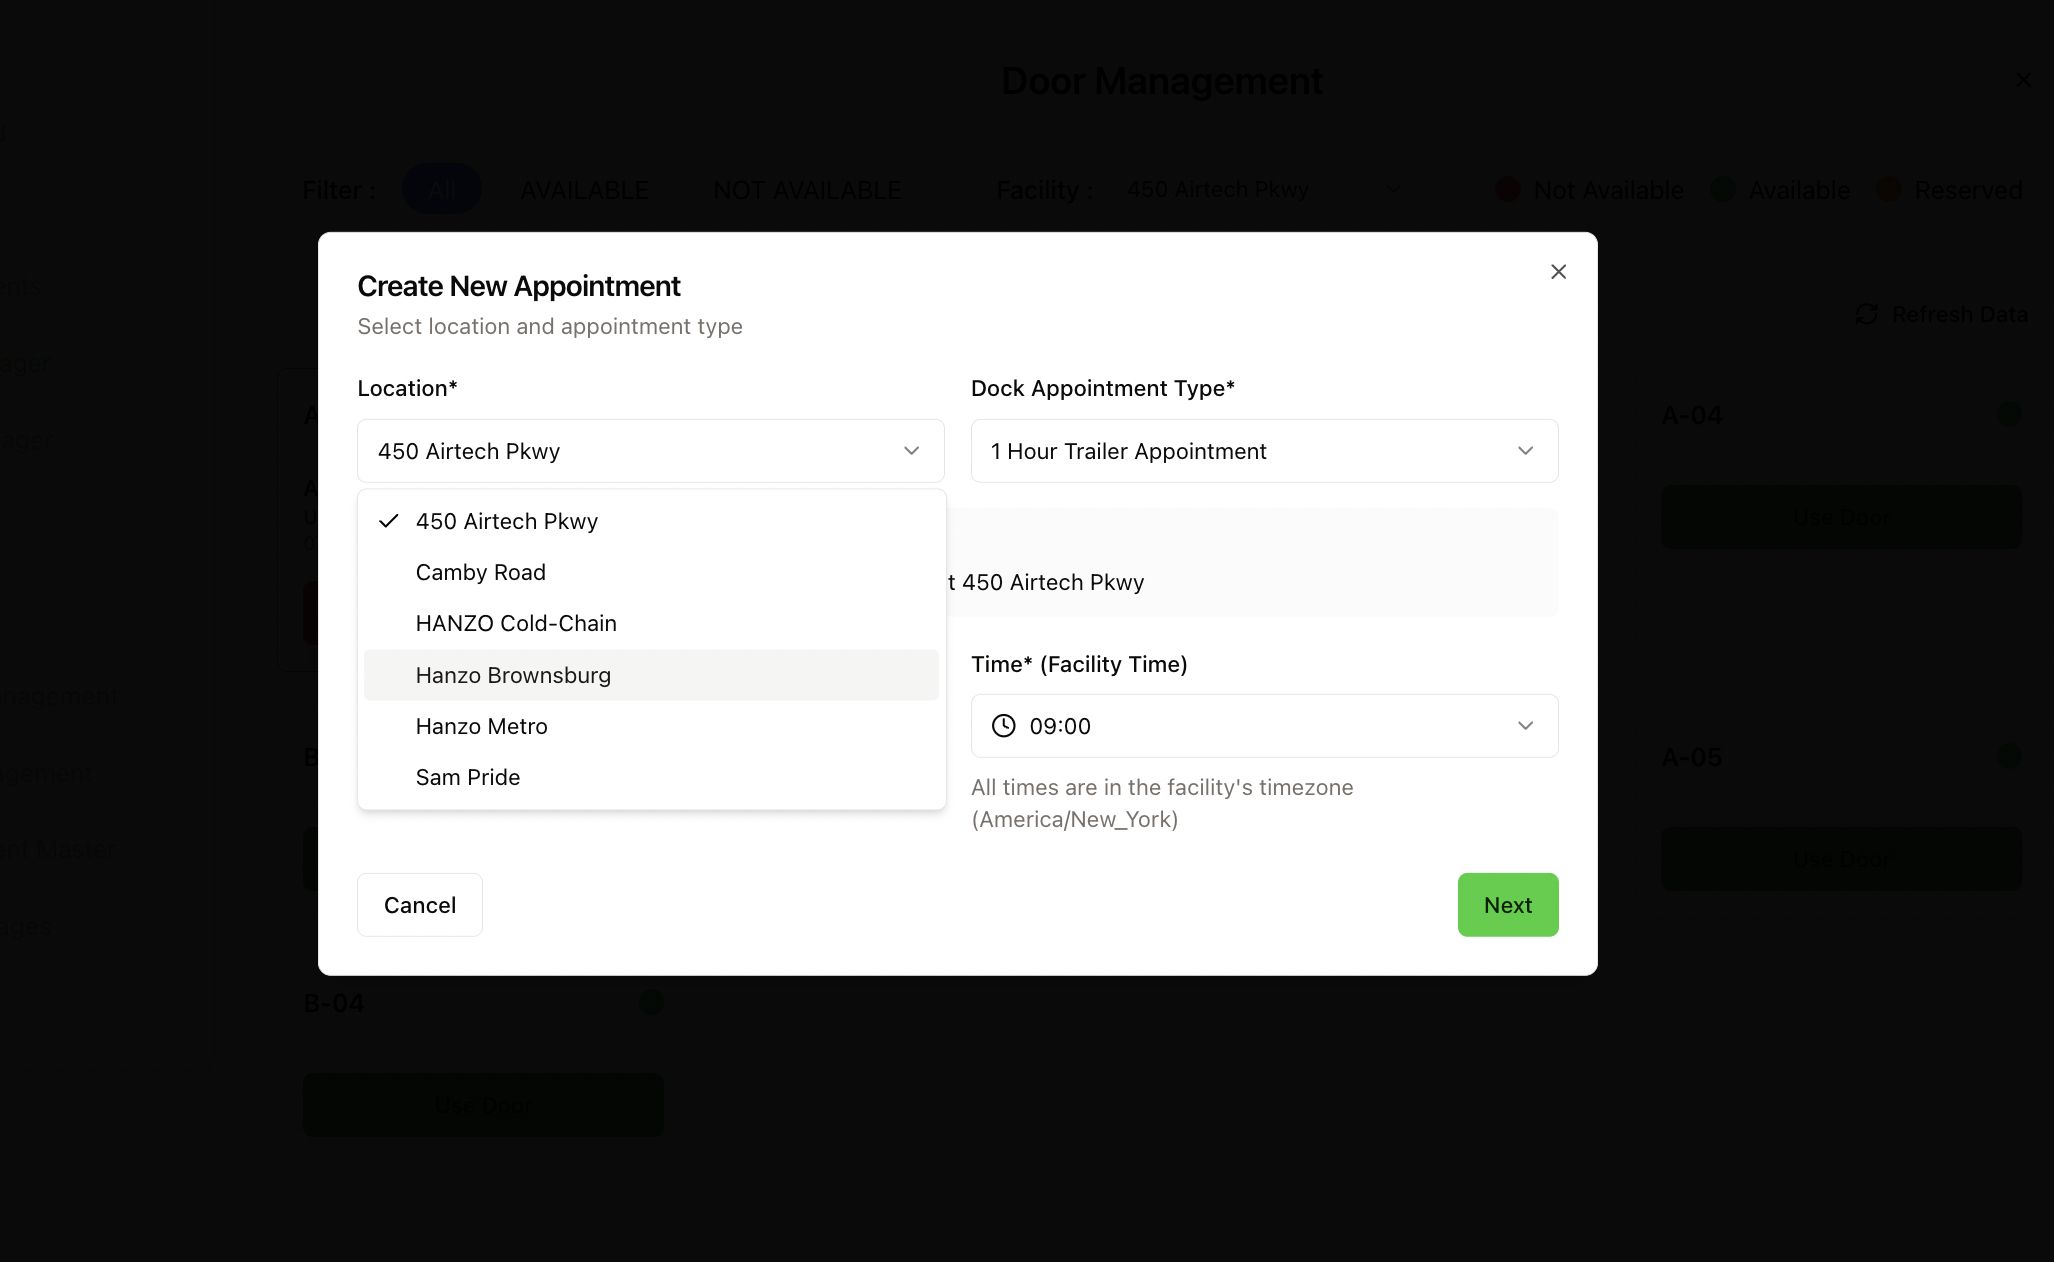 Door Management
Filter :
All
AVAILABLE
NOT AVAILABLE
Facility :
450 Airtech Pkwy
Not Available
Available
Reserved
Refresh Data
Create New Appointment
Select location and appointment type
Location*
450 Airtech Pkwy
450 Airtech Pkwy
Camby Road
HANZO Cold-Chain
Hanzo Brownsburg
Hanzo Metro
Sam Pride
Dock Appointment Type*
1 Hour Trailer Appointment
t 450 Airtech Pkwy
Time* (Facility Time)
09:00
All times are in the facility's timezone
(America/New_York)
Cancel
Next
A-04
Use Door
A-05
Use Door
B-04
Use Door